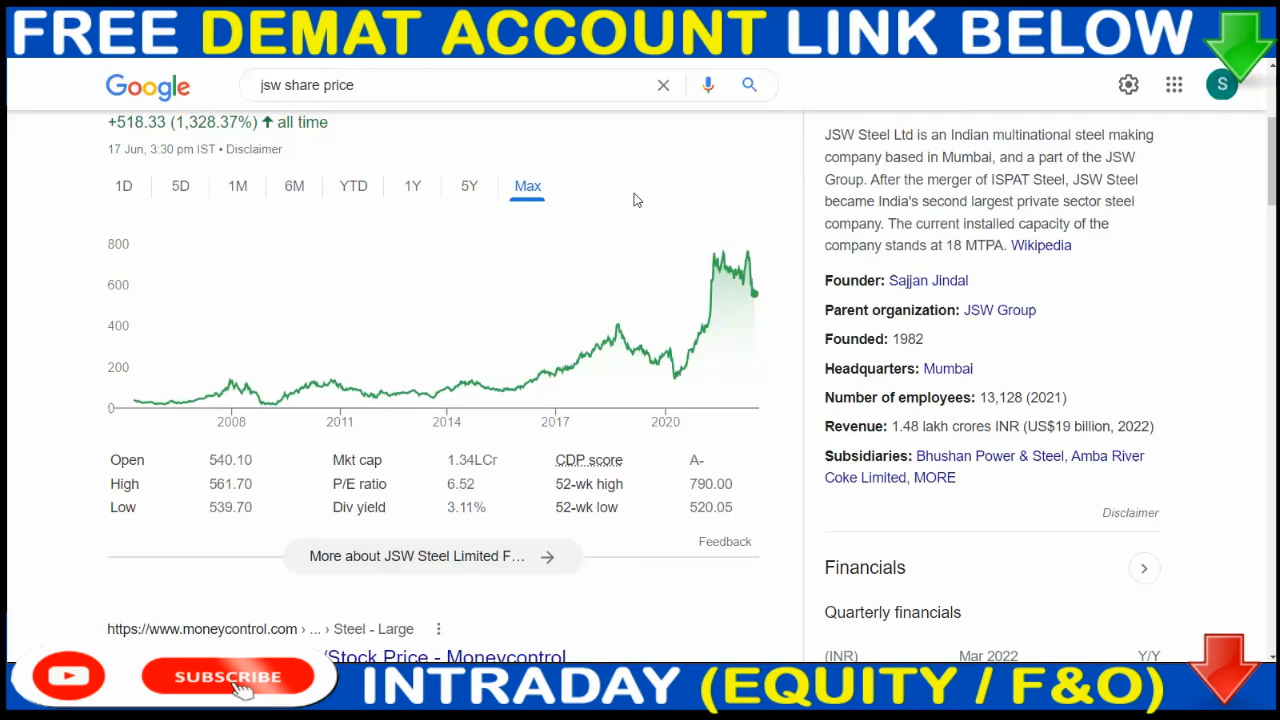 FREE DEMAT ACCOUNT LINK BELOW
Google
jsw share price
S
+518.33 (1,328.37%) ↑ all time
17 Jun, 3:30 pm IST • Disclaimer
1D 5D 1M 6M YTD 1Y 5Y Max
800
600
400
200
0
2008 2011 2014 2017 2020
Open 540.10 Mkt cap 1.34LCr CDP score A-
High 561.70 P/E ratio 6.52 52-wk high 790.00
Low 539.70 Div yield 3.11% 52-wk low 520.05
Feedback
More about JSW Steel Limited F… →
https://www.moneycontrol.com › ... › Steel - Large
/Stock Price - Moneycontrol
JSW Steel Ltd is an Indian multinational steel making
company based in Mumbai, and a part of the JSW
Group. After the merger of ISPAT Steel, JSW Steel
became India's second largest private sector steel
company. The current installed capacity of the
company stands at 18 MTPA. Wikipedia
Founder: Sajjan Jindal
Parent organization: JSW Group
Founded: 1982
Headquarters: Mumbai
Number of employees: 13,128 (2021)
Revenue: 1.48 lakh crores INR (US$19 billion, 2022)
Subsidiaries: Bhushan Power & Steel, Amba River
Coke Limited, MORE
Disclaimer
Financials
Quarterly financials
(INR) Mar 2022 Y/Y
SUBSCRIBE
INTRADAY (EQUITY / F&O)